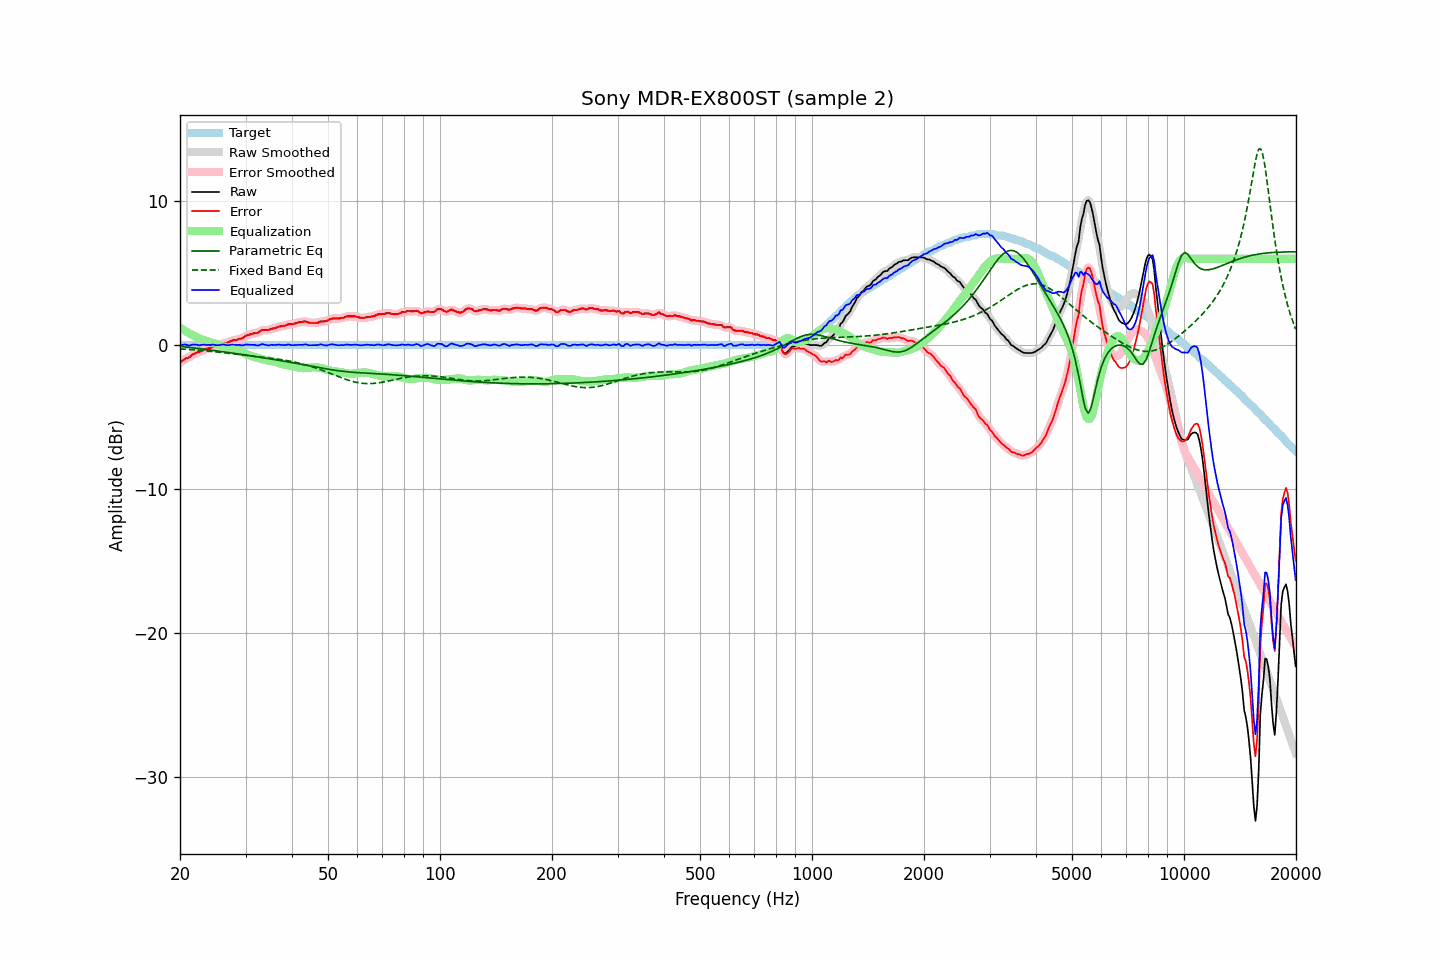 Sony MDR-EX800ST (sample 2)
Target
Raw Smoothed
Error Smoothed
Raw
Error
Equalization
Parametric Eq
Fixed Band Eq
Equalized
10
0
−10
−20
−30
Amplitude (dBr)
20 50 100 200 500 1000 2000 5000 10000 20000
Frequency (Hz)